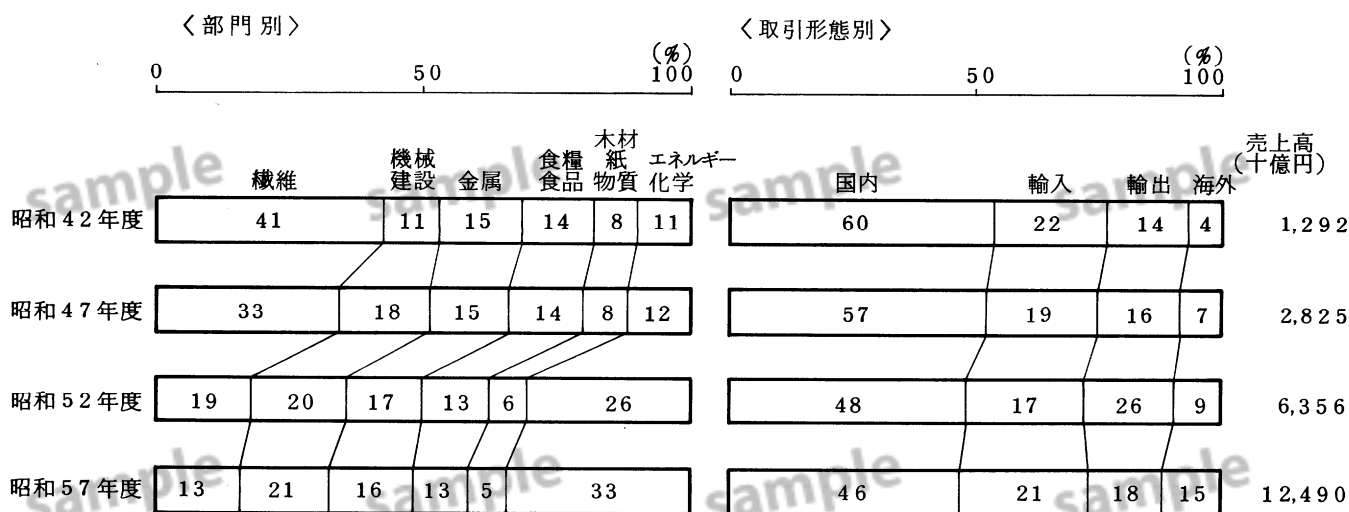 〈部門別〉
〈取引形態別〉
(%)
(%)
0 50 100
0 50 100
繊維 機械建設 金属 食糧食品 木材紙物質 エネルギー化学
国内 輸入 輸出 海外 売上高(十億円)
昭和42年度 41 11 15 14 8 11 60 22 14 4 1,292
昭和47年度 33 18 15 14 8 12 57 19 16 7 2,825
昭和52年度 19 20 17 13 6 26 48 17 26 9 6,356
昭和57年度 13 21 16 13 5 33 46 21 18 15 12,490
sample sample sample sample
sample sample sample sample